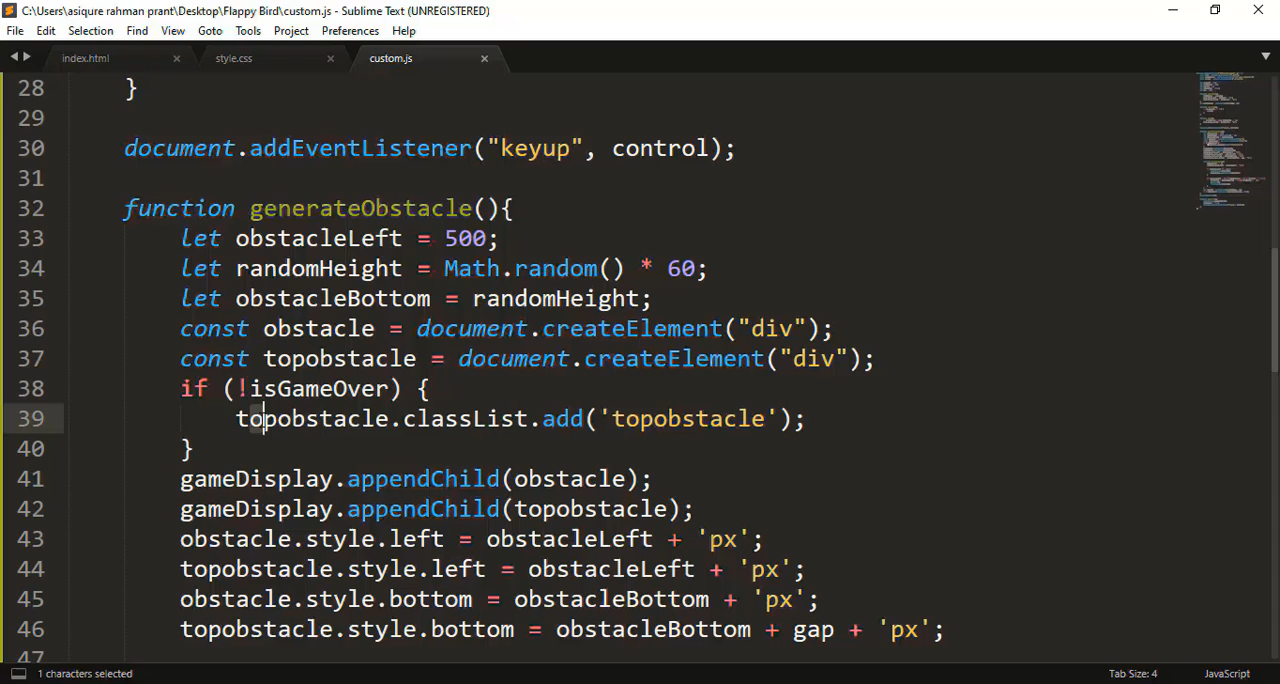 C:\Users\asiqure rahman prant\Desktop\Flappy Bird\custom.js - Sublime Text (UNREGISTERED)
File Edit Selection Find View Goto Tools Project Preferences Help
index.html × style.css × custom.js ×
28 }
29
30 document.addEventListener("keyup", control);
31
32 function generateObstacle(){
33 let obstacleLeft = 500;
34 let randomHeight = Math.random() * 60;
35 let obstacleBottom = randomHeight;
36 const obstacle = document.createElement("div");
37 const topobstacle = document.createElement("div");
38 if (!isGameOver) {
39 topobstacle.classList.add('topobstacle');
40 }
41 gameDisplay.appendChild(obstacle);
42 gameDisplay.appendChild(topobstacle);
43 obstacle.style.left = obstacleLeft + 'px';
44 topobstacle.style.left = obstacleLeft + 'px';
45 obstacle.style.bottom = obstacleBottom + 'px';
46 topobstacle.style.bottom = obstacleBottom + gap + 'px';
47
1 characters selected Tab Size: 4 JavaScript